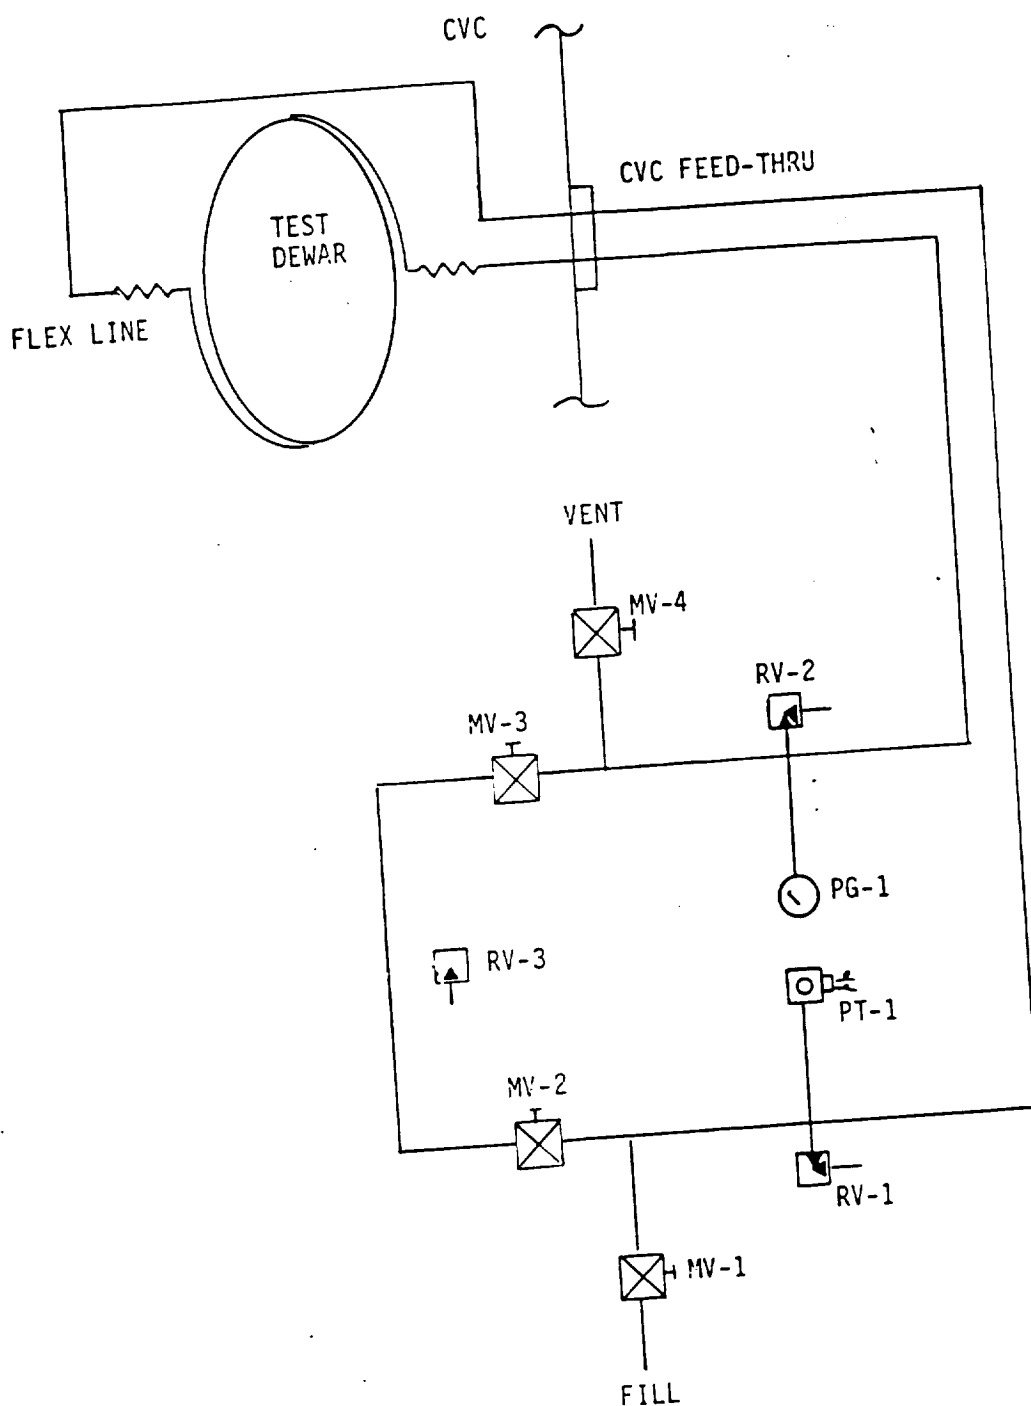 CVC
CVC FEED-THRU
TEST
DEWAR
FLEX LINE
VENT
MV-4
RV-2
MV-3
PG-1
RV-3
PT-1
MV-2
RV-1
MV-1
FILL